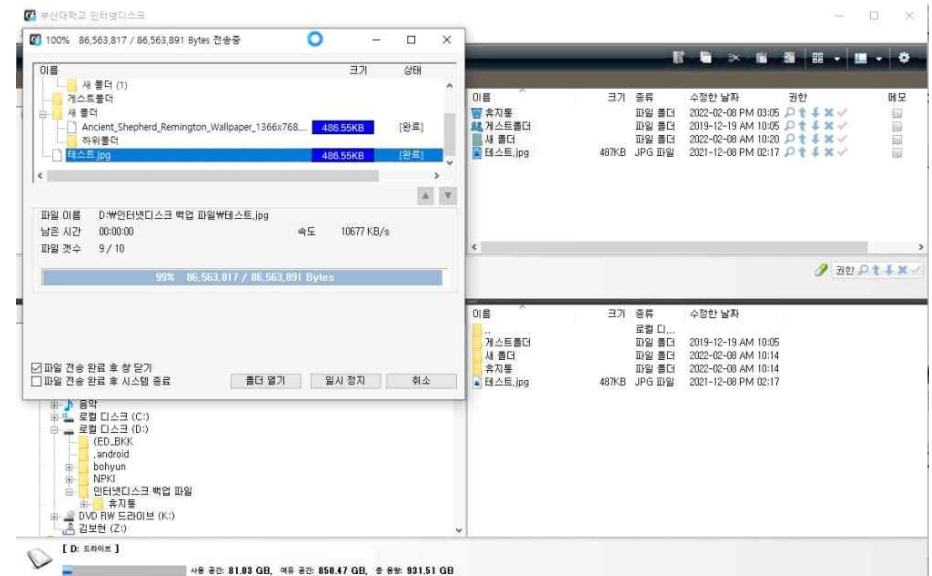 부산대학교 인터넷디스크
100% 86,563,817 / 86,563,891 Bytes 전송중
이름 크기 상태
새 폴더 (1)
게스트폴더
새 폴더
Ancient_Shepherd_Remington_Wallpaper_1366x768... 486.55KB [완료]
하위폴더
테스트.jpg 486.55KB [완료]
파일 이름 D:₩인터넷디스크 백업 파일₩테스트.jpg
남은 시간 00:00:00 속도 10677 KB/s
파일 갯수 9 / 10
99% 86,563,817 / 86,563,891 Bytes
파일 전송 완료 후 창 닫기
파일 전송 완료 후 시스템 종료
폴더 열기 일시 정지 취소
이름 크기 종류 수정한 날짜 권한 메모
휴지통 파일 폴더 2022-02-08 PM 03:05
게스트폴더 파일 폴더 2019-12-19 AM 10:05
새 폴더 파일 폴더 2022-02-08 AM 10:20
테스트.jpg 487KB JPG 파일 2021-12-08 PM 02:17
권한
이름 크기 종류 수정한 날짜
.. 로컬 디...
게스트폴더 파일 폴더 2019-12-19 AM 10:05
새 폴더 파일 폴더 2022-02-08 AM 10:14
휴지통 파일 폴더 2022-02-08 AM 10:14
테스트.jpg 487KB JPG 파일 2021-12-08 PM 02:17
음악
로컬 디스크 (C:)
로컬 디스크 (D:)
(ED_BKK
.android
bohyun
NPKI
인터넷디스크 백업 파일
휴지통
DVD RW 드라이브 (K:)
김보현 (Z:)
[ D: 드라이브 ]
사용 공간: 81.83 GB, 여유 공간: 850.47 GB, 총 용량: 931.51 GB